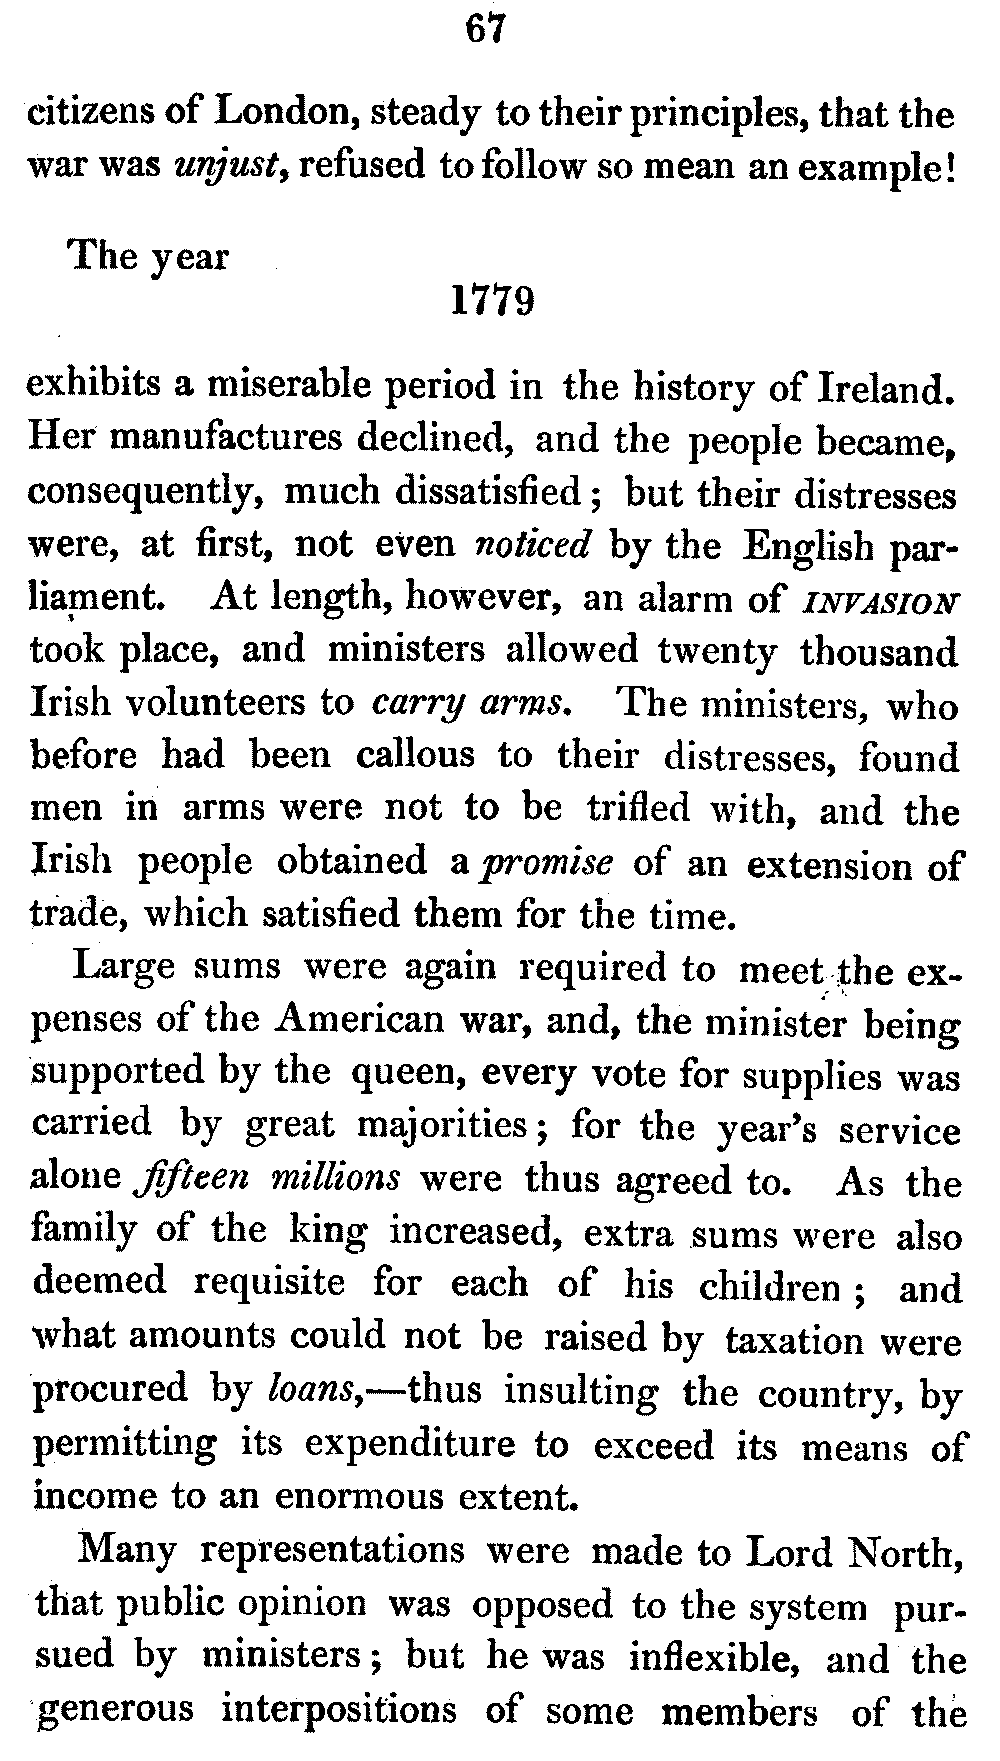 67
citizens of London, steady to their principles, that the
war was unjust, refused to follow so mean an example!
The year
1779
exhibits a miserable period in the history of Ireland.
Her manufactures declined, and the people became,
consequently, much dissatisfied; but their distresses
were, at first, not even noticed by the English par-
liament. At length, however, an alarm of INVASION
took place, and ministers allowed twenty thousand
Irish volunteers to carry arms. The ministers, who
before had been callous to their distresses, found
men in arms were not to be trifled with, and the
Irish people obtained a promise of an extension of
trade, which satisfied them for the time.
Large sums were again required to meet the ex-
penses of the American war, and, the minister being
supported by the queen, every vote for supplies was
carried by great majorities; for the year's service
alone fifteen millions were thus agreed to. As the
family of the king increased, extra sums were also
deemed requisite for each of his children; and
what amounts could not be raised by taxation were
procured by loans,—thus insulting the country, by
permitting its expenditure to exceed its means of
income to an enormous extent.
Many representations were made to Lord North,
that public opinion was opposed to the system pur-
sued by ministers; but he was inflexible, and the
generous interpositions of some members of the